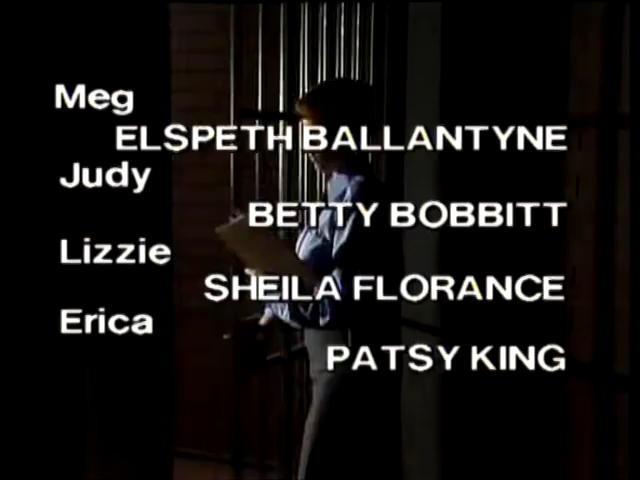 Meg
ELSPETH BALLANTYNE
Judy
BETTY BOBBITT
Lizzie
SHEILA FLORANCE
Erica
PATSY KING